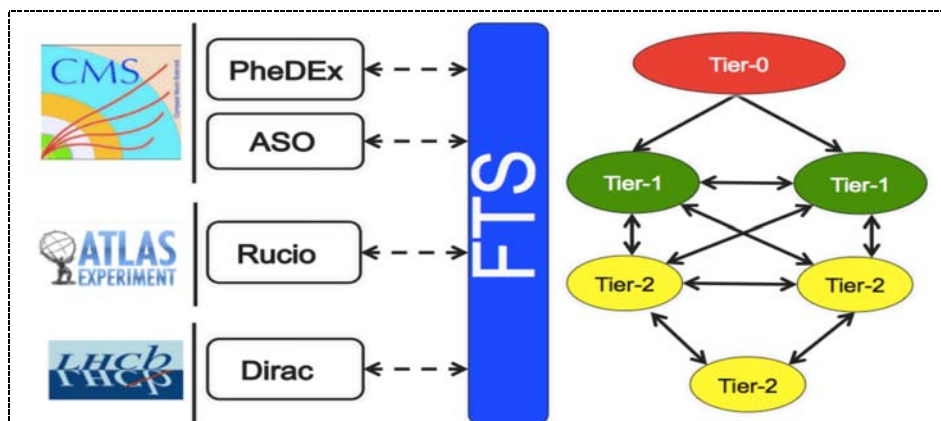 CMS
PheDEx
ASO
ATLAS
EXPERIMENT
Rucio
LHCb
Dirac
FTS
Tier-0
Tier-1
Tier-1
Tier-2
Tier-2
Tier-2